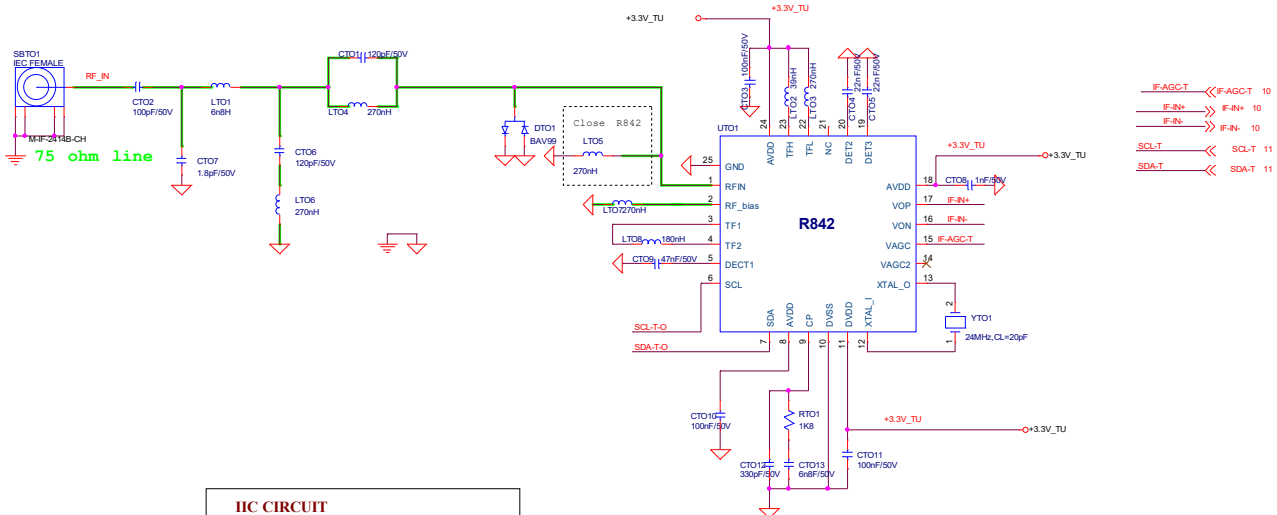 +3.3V_TU
+3.3V_TU
SBTO1
IEC FEMALE
RF_IN
CTO2
100pF/50V
LTO1
6n8H
CTO1
120pF/50V
LTO4
270nH
M-IF-2414B-CH
75 ohm line
CTO7
1.8pF/50V
CTO6
120pF/50V
LTO6
270nH
DTO1
BAV99
Close R842
LTO5
270nH
CTO3
100nF/50V
LTO2
39nH
LTO3
270nH
CTO4
22nF/50V
CTO5
22nF/50V
UTO1
24
23
22
21
20
19
AVDD
TFH
TFL
NC
DET2
DET3
25
GND
1
RFIN
2
RF_bias
3
TF1
4
TF2
5
DECT1
6
SCL
LTO7
270nH
LTO8
180nH
CTO9
47nF/50V
R842
AVDD
18
VOP
17
VON
16
VAGC
15
VAGC2
14
XTAL_O
13
+3.3V_TU
+3.3V_TU
CTO8
1nF/50V
IF-IN+
IF-IN-
IF-AGC-T
SDA
AVDD
CP
DVSS
DVDD
XTAL_I
7
8
9
10
11
12
SCL-T-O
SDA-T-O
2
YTO1
24MHz,CL=20pF
1
CTO10
100nF/50V
RTO1
1K8
CTO12
330pF/50V
CTO13
6n8F/50V
+3.3V_TU
+3.3V_TU
CTO11
100nF/50V
IF-AGC-T
IF-AGC-T 10
IF-IN+
IF-IN+ 10
IF-IN-
IF-IN- 10
SCL-T
SCL-T 11
SDA-T
SDA-T 11
IIC CIRCUIT